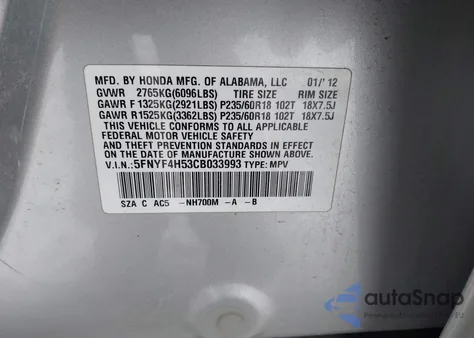 MFD. BY HONDA MFG. OF ALABAMA, LLC 01/'12
GVWR 2765KG(6096LBS) TIRE SIZE RIM SIZE
GAWR F 1325KG(2921LBS) P235/60R18 102T 18X7.5J
GAWR R1525KG(3362LBS) P235/60R18 102T 18X7.5J
THIS VEHICLE CONFORMS TO ALL APPLICABLE
FEDERAL MOTOR VEHICLE SAFETY
AND THEFT PREVENTION STANDARDS IN EFFECT
ON THE DATE OF MANUFACTURE SHOWN ABOVE.
V.I.N.:5FNYF4H53CB033993 TYPE: MPV
SZA C AC5 -NH700M -A -B
autoSnap